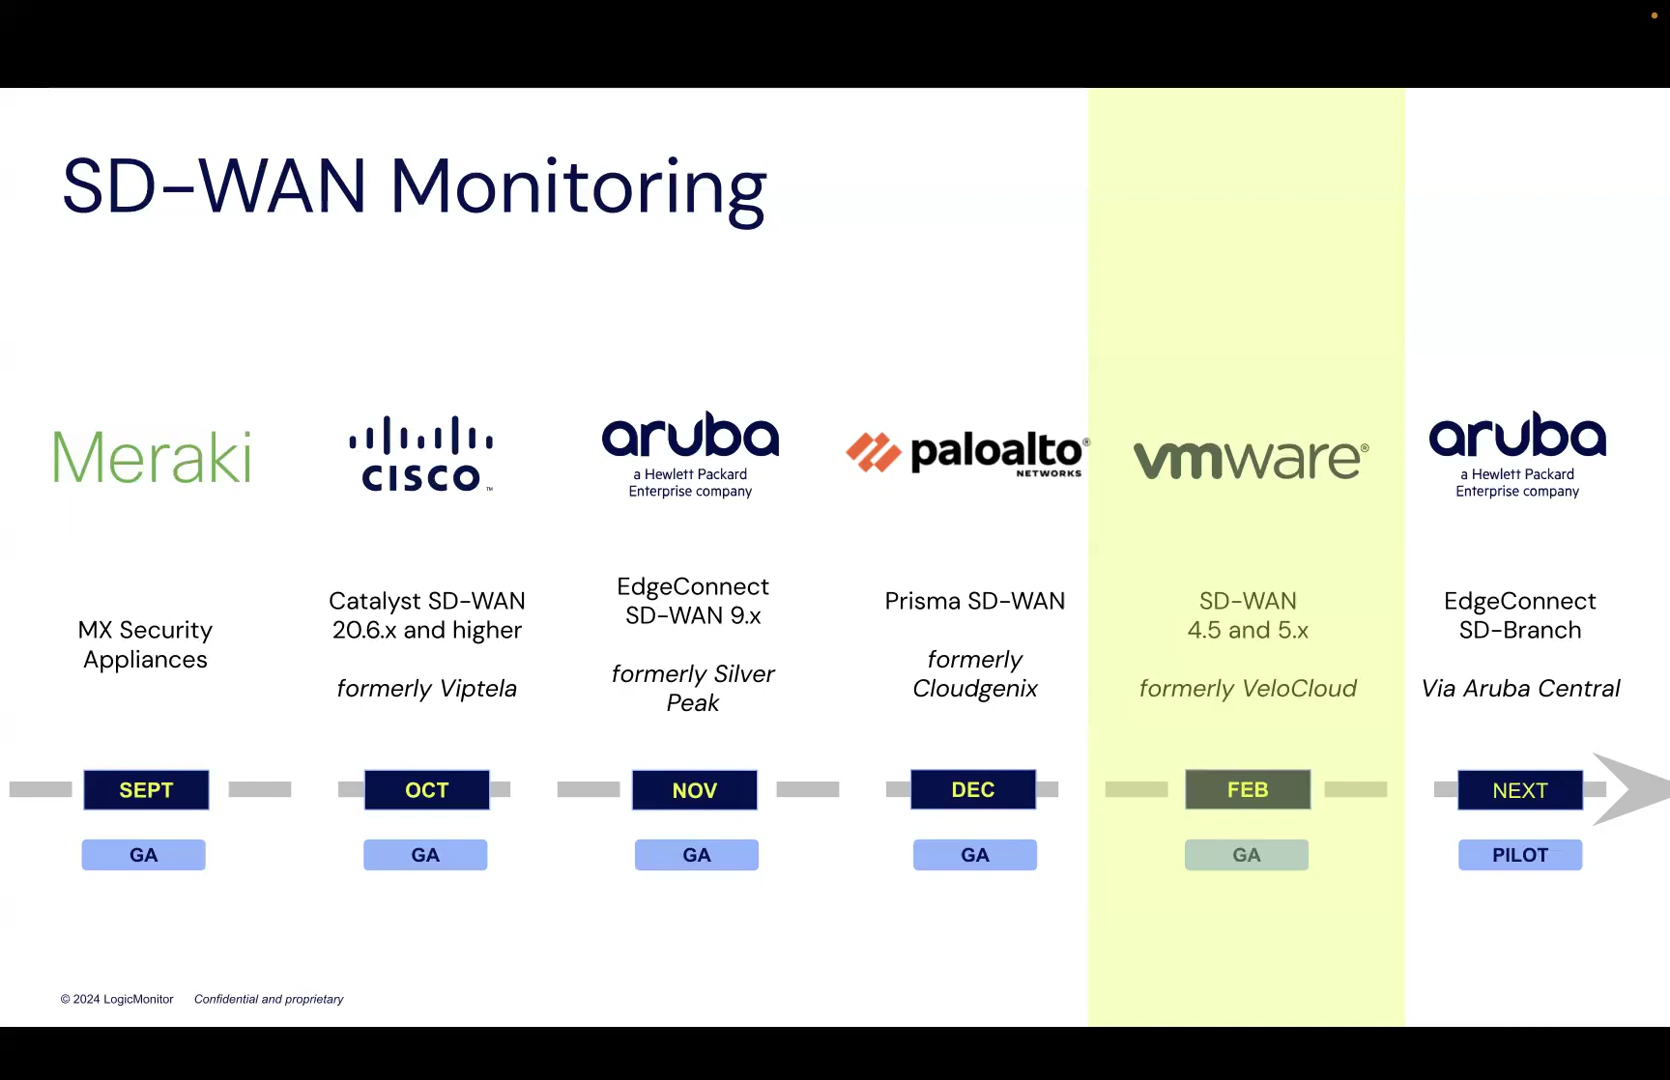 SD-WAN Monitoring
Meraki
CISCO™
aruba
a Hewlett Packard
Enterprise company
paloalto®
NETWORKS
vmware®
aruba
a Hewlett Packard
Enterprise company
MX Security
Appliances
Catalyst SD-WAN
20.6.x and higher
formerly Viptela
EdgeConnect
SD-WAN 9.x
formerly Silver
Peak
Prisma SD-WAN
formerly
Cloudgenix
SD-WAN
4.5 and 5.x
formerly VeloCloud
EdgeConnect
SD-Branch
Via Aruba Central
SEPT
OCT
NOV
DEC
FEB
NEXT
GA
GA
GA
GA
GA
PILOT
© 2024 LogicMonitor Confidential and proprietary